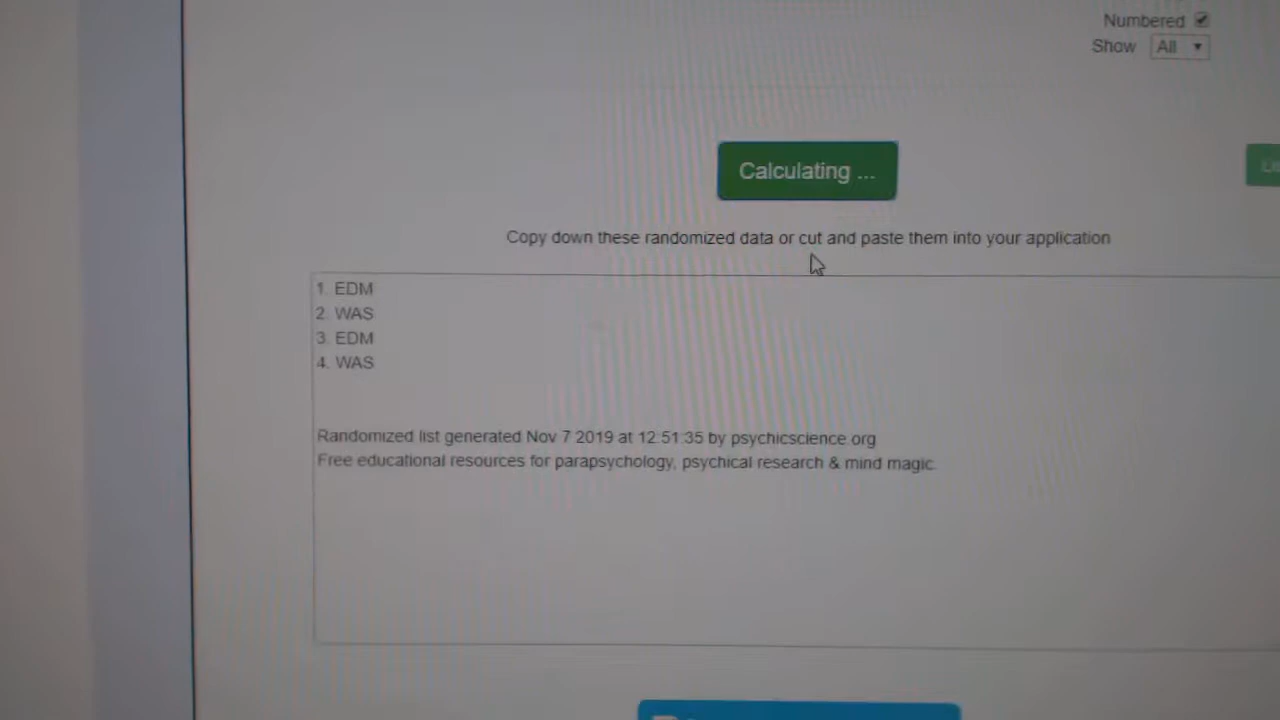 Numbered
Show All
Calculating ...
Copy down these randomized data or cut and paste them into your application
1. EDM
2. WAS
3. EDM
4. WAS
Randomized list generated Nov 7 2019 at 12:51:35 by psychicscience.org
Free educational resources for parapsychology, psychical research & mind magic.